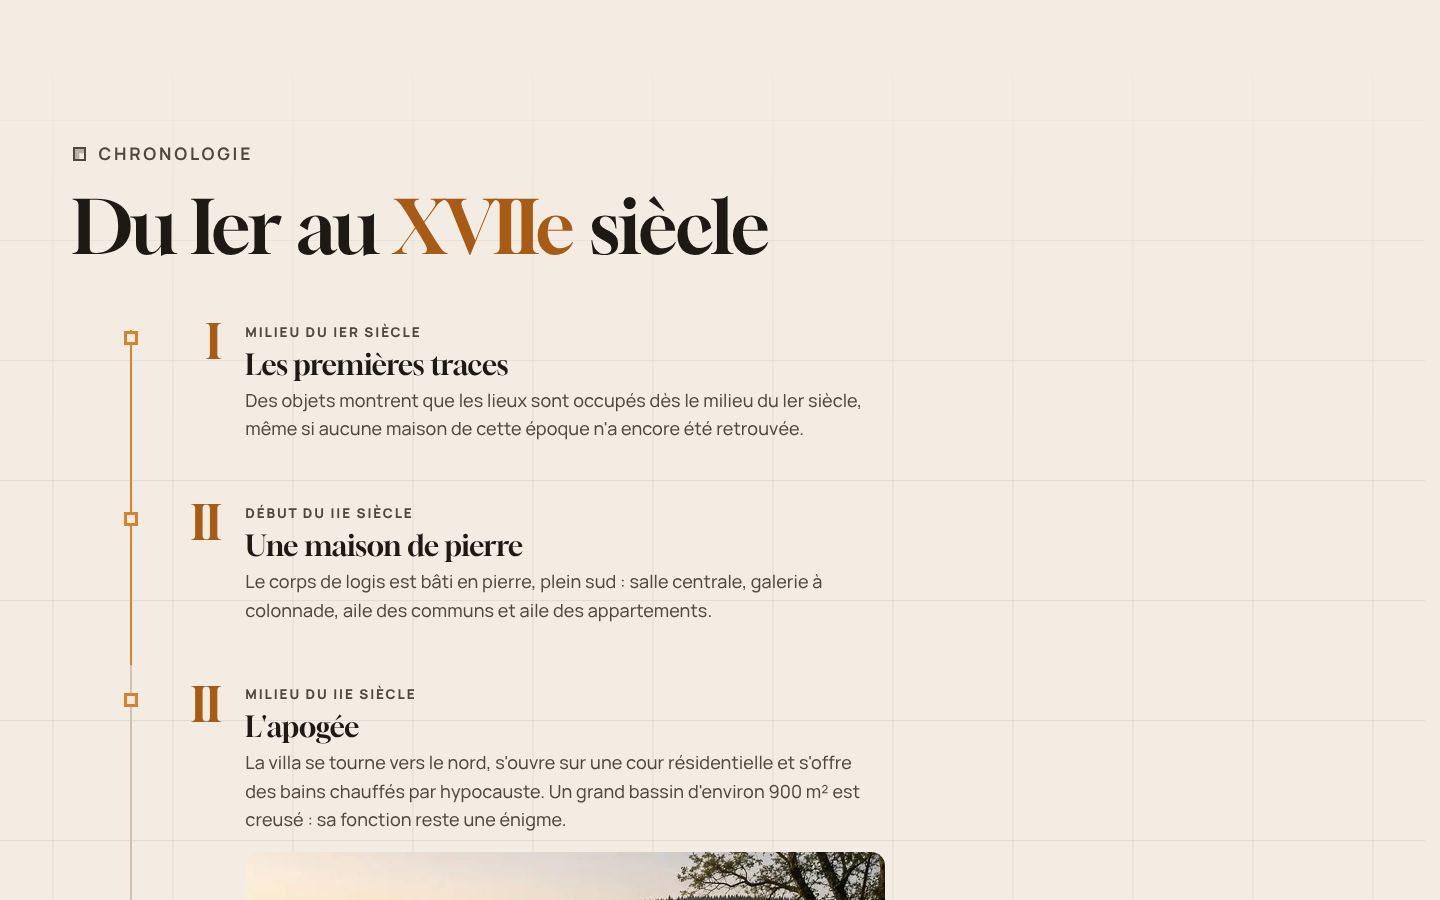 CHRONOLOGIE
Du Ier au XVIIe siècle
I
MILIEU DU IER SIÈCLE
Les premières traces
Des objets montrent que les lieux sont occupés dès le milieu du Ier siècle,
même si aucune maison de cette époque n'a encore été retrouvée.
II
DÉBUT DU IIE SIÈCLE
Une maison de pierre
Le corps de logis est bâti en pierre, plein sud : salle centrale, galerie à
colonnade, aile des communs et aile des appartements.
II
MILIEU DU IIE SIÈCLE
L'apogée
La villa se tourne vers le nord, s'ouvre sur une cour résidentielle et s'offre
des bains chauffés par hypocauste. Un grand bassin d'environ 900 m² est
creusé : sa fonction reste une énigme.